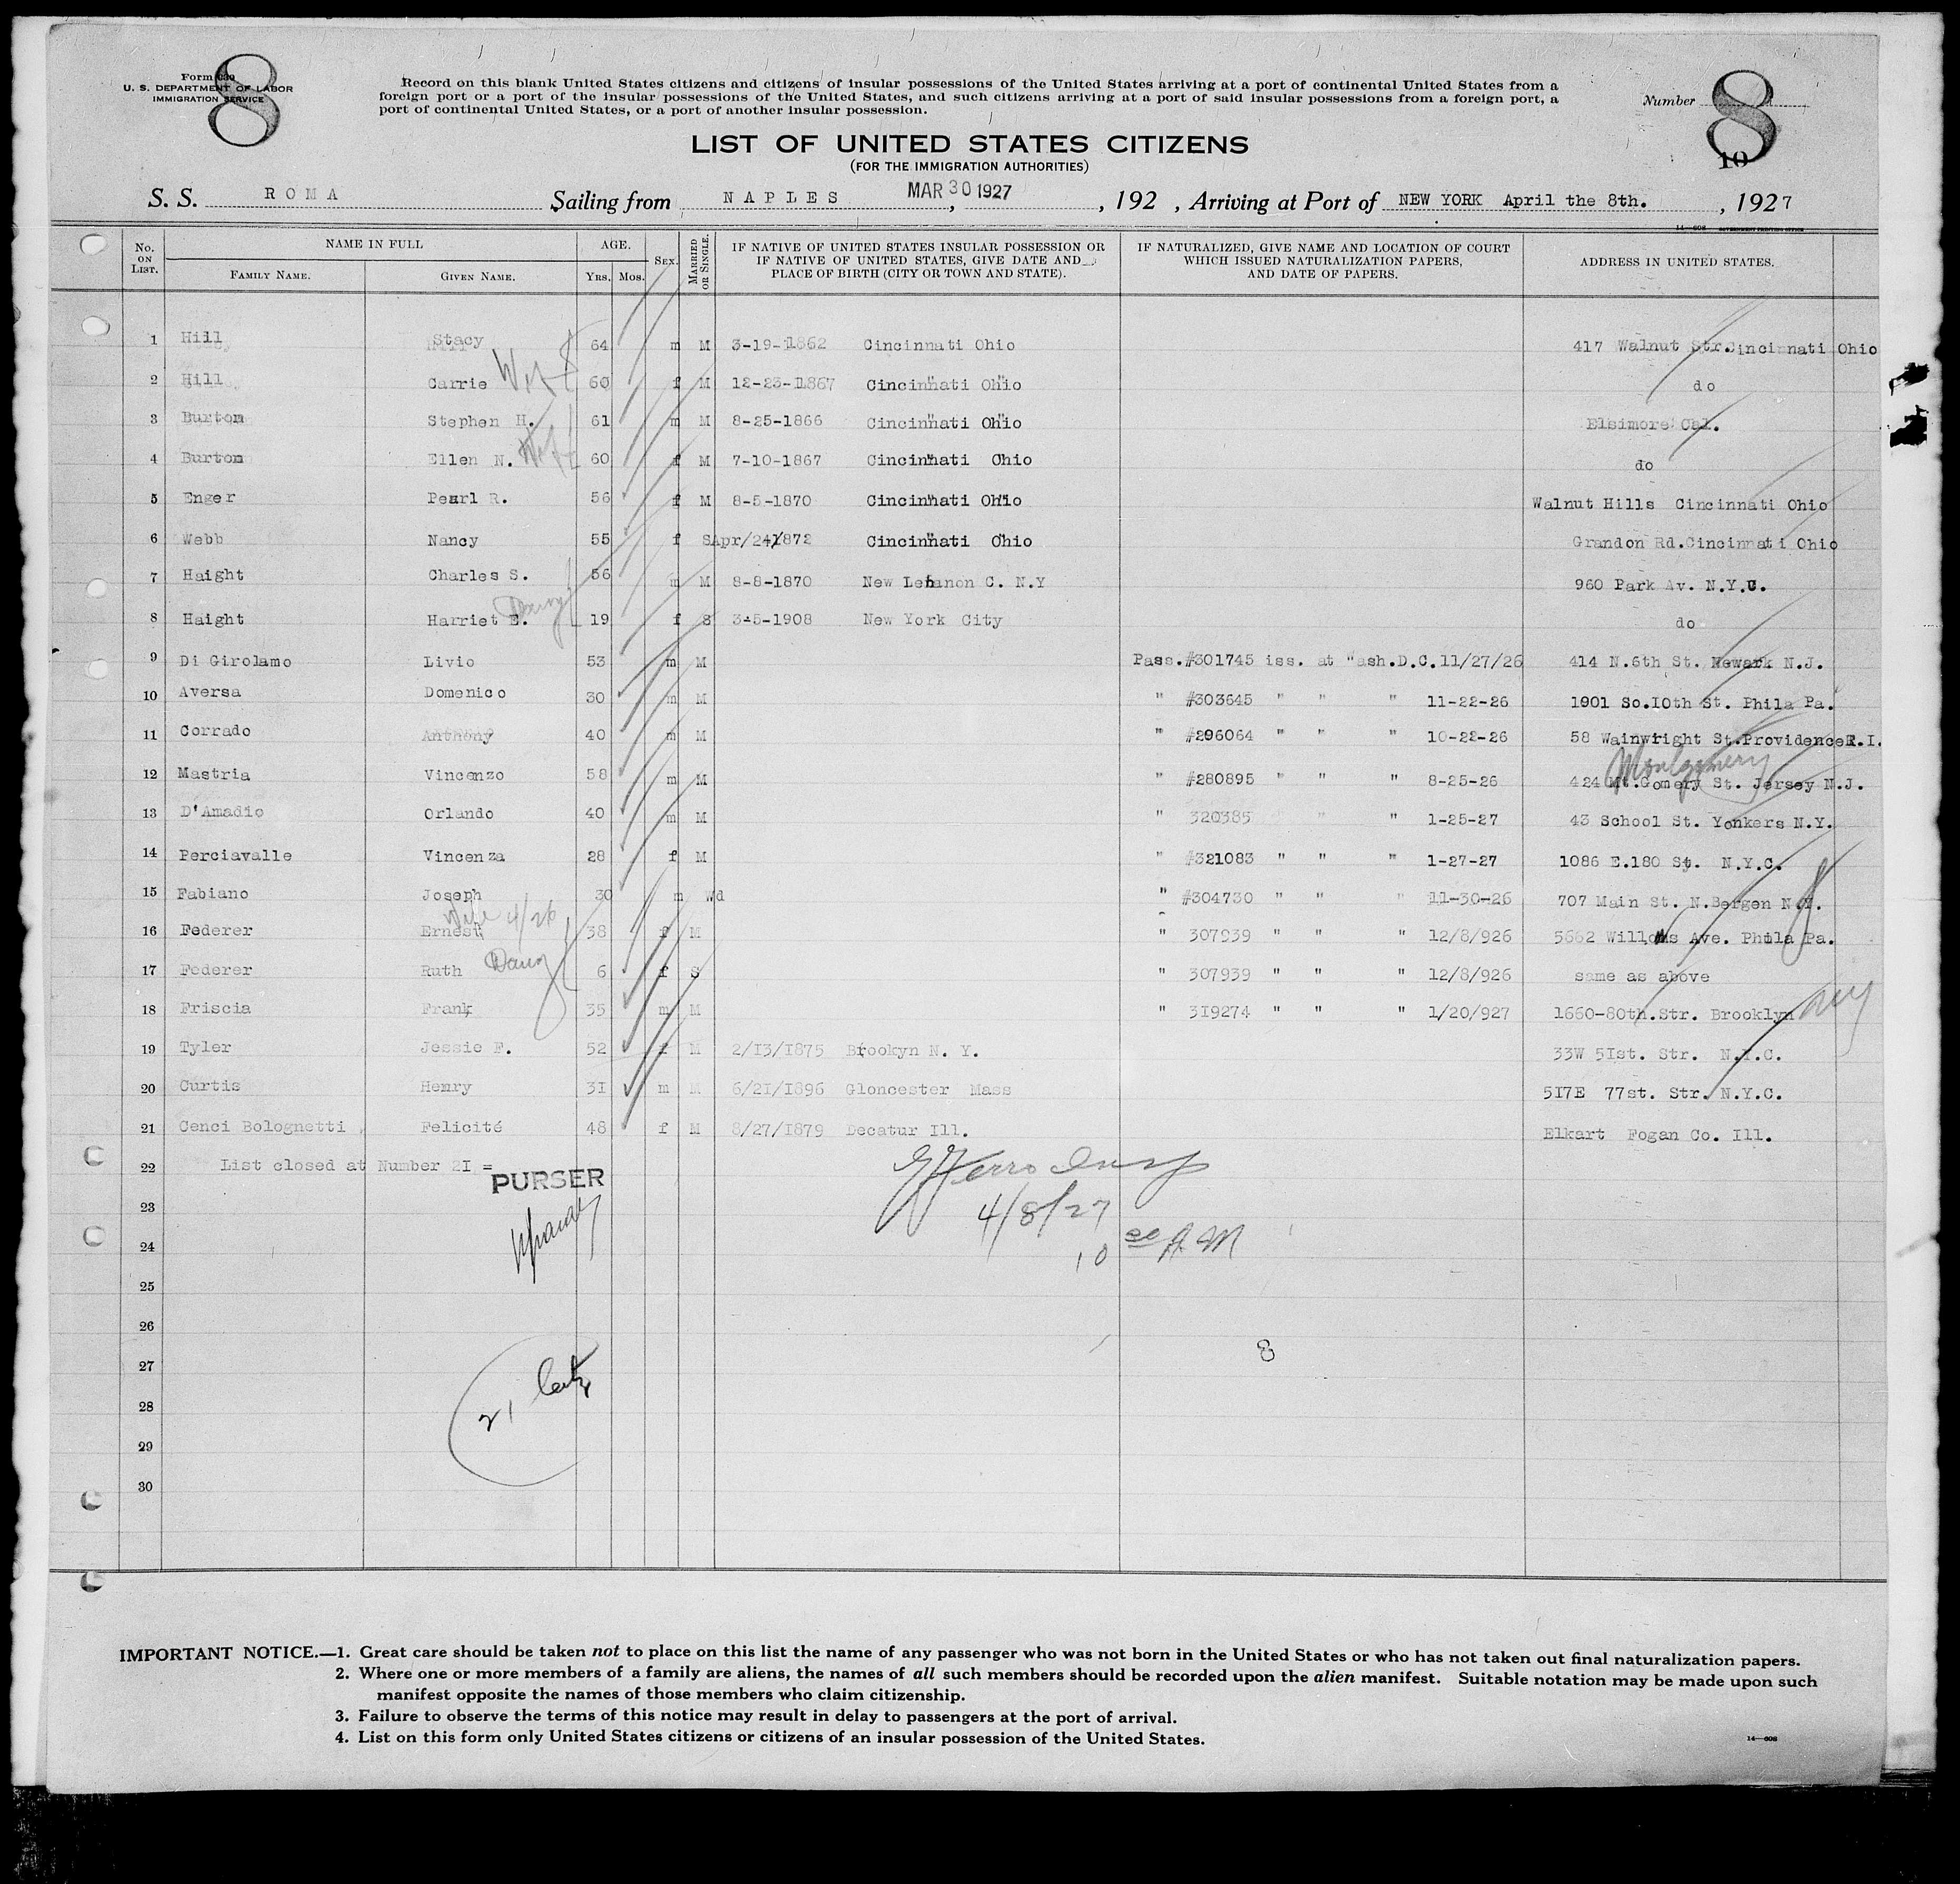 Form 630
U. S. DEPARTMENT OF LABOR
IMMIGRATION SERVICE
8
Record on this blank United States citizens and citizens of insular possessions of the United States arriving at a port of continental United States from a
foreign port or a port of the insular possessions of the United States, and such citizens arriving at a port of said insular possessions from a foreign port, a
port of continental United States, or a port of another insular possession.
Number
8
10
LIST OF UNITED STATES CITIZENS
(FOR THE IMMIGRATION AUTHORITIES)
S. S. ROMA Sailing from NAPLES MAR 30 1927, 192 , Arriving at Port of NEW YORK April the 8th. , 1927
14—608 GOVERNMENT PRINTING OFFICE
No. ON LIST. NAME IN FULL FAMILY NAME. GIVEN NAME. AGE. YRS. MOS. SEX. MARRIED OR SINGLE. IF NATIVE OF UNITED STATES INSULAR POSSESSION OR IF NATIVE OF UNITED STATES, GIVE DATE AND PLACE OF BIRTH (CITY OR TOWN AND STATE). IF NATURALIZED, GIVE NAME AND LOCATION OF COURT WHICH ISSUED NATURALIZATION PAPERS, AND DATE OF PAPERS. ADDRESS IN UNITED STATES.
1 Hill Stacy 64 m M 3-19-1862 Cincinnati Ohio 417 Walnut Str.Cincinnati Ohio
2 Hill Carrie Wife 60 f M 12-23-1867 Cincinnati Ohio do
3 Burton Stephen H. 61 m M 8-25-1866 Cincinnati Ohio Elsimore Cal.
4 Burton Ellen N. Wife 60 f M 7-10-1867 Cincinnati Ohio do
5 Enger Pearl R. 56 f M 8-5-1870 Cincinnati Ohio Walnut Hills Cincinnati Ohio
6 Webb Nancy 55 f S Apr/24/1872 Cincinnati Ohio Grandon Rd.Cincinnati Ohio
7 Haight Charles S. 56 m M 8-8-1870 New Lebanon C. N.Y 960 Park Av. N.Y.C.
8 Haight Harriet E. Daug 19 f S 3-5-1908 New York City do
9 Di Girolamo Livio 53 m M Pass.#301745 iss. at Wash.D.C.11/27/26 414 N.6th St. Newark N.J.
10 Aversa Domenico 30 m M " #303645 " " " 11-22-26 1901 So.10th St. Phila Pa.
11 Corrado Anthony 40 m M " #296064 " " " 10-22-26 58 Wainwright St.Providence R.I.
12 Mastria Vincenzo 58 m M " #280895 " " " 8-25-26 424 Mt.Gomery St. Jersey N.J.
Montgomery
13 D'Amadio Orlando 40 m M " 320385 " " 1-25-27 43 School St. Yonkers N.Y.
14 Perciavalle Vincenza 28 f M " #321083 " " " 1-27-27 1086 E.180 St. N.Y.C.
15 Fabiano Joseph 30 m Wd " #304730 " " " 11-30-26 707 Main St. N.Bergen N.Y.
Wife 4/26
16 Federer Ernest 38 f M " 307939 " " " 12/8/926 5662 Willows Ave. Phila Pa.
17 Federer Ruth Daug 6 f S " 307939 " " " 12/8/926 same as above
18 Friscia Frank 35 m M " 319274 " " " 1/20/927 1660-80th.Str. Brooklyn NY
19 Tyler Jessie F. 52 f M 2/13/1875 Brookyn N. Y. 33W 51st. Str. N.Y.C.
20 Curtis Henry 31 m M 6/21/1896 Gloncester Mass 517E 77st. Str. N.Y.C.
21 Cenci Bolognetti Felicité 48 f M 8/27/1879 Decatur Ill. Elkart Fogan Co. Ill.
22 List closed at Number 21 =
PURSER
23
4/8/27
24
10 00 AM
25
26
27
8
28
21
29
30
IMPORTANT NOTICE.—1. Great care should be taken not to place on this list the name of any passenger who was not born in the United States or who has not taken out final naturalization papers.
2. Where one or more members of a family are aliens, the names of all such members should be recorded upon the alien manifest. Suitable notation may be made upon such
manifest opposite the names of those members who claim citizenship.
3. Failure to observe the terms of this notice may result in delay to passengers at the port of arrival.
4. List on this form only United States citizens or citizens of an insular possession of the United States.
14—608